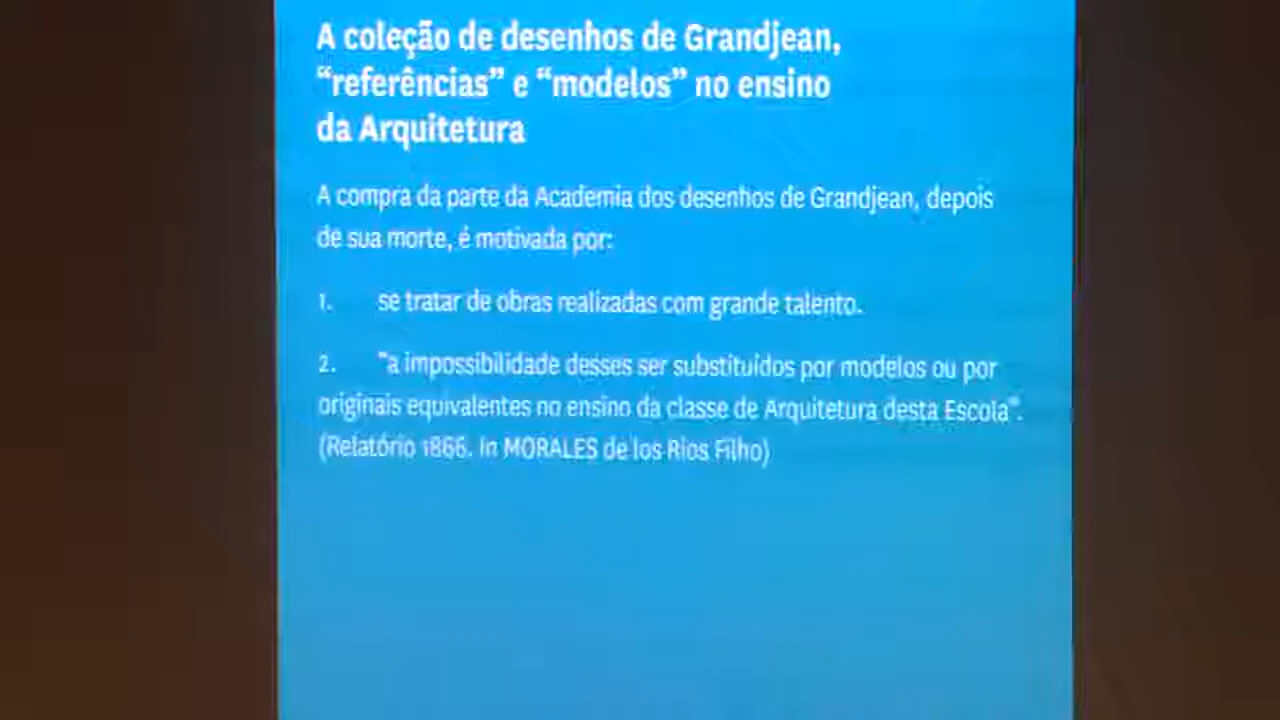 A coleção de desenhos de Grandjean,
“referências” e “modelos” no ensino
da Arquitetura
A compra da parte da Academia dos desenhos de Grandjean, depois
de sua morte, é motivada por:
1. se tratar de obras realizadas com grande talento.
2. "a impossibilidade desses ser substituídos por modelos ou por
originais equivalentes no ensino da classe de Arquitetura desta Escola".
(Relatório 1866. In MORALES de los Rios Filho)